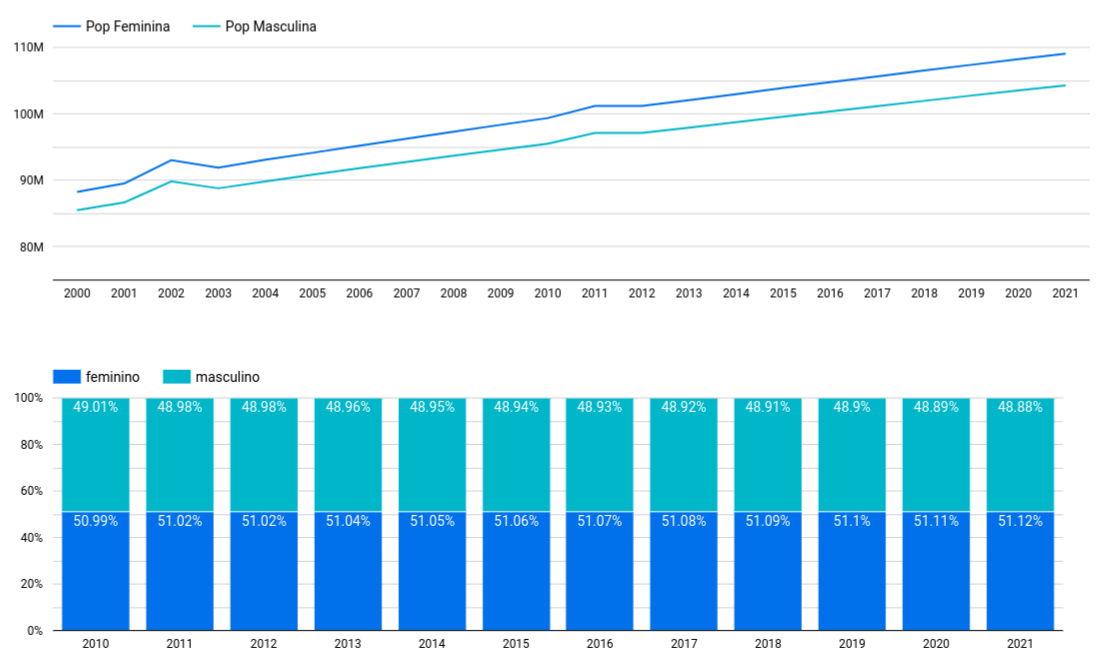 Pop Feminina Pop Masculina
110M
100M
90M
80M
2000 2001 2002 2003 2004 2005 2006 2007 2008 2009 2010 2011 2012 2013 2014 2015 2016 2017 2018 2019 2020 2021
feminino masculino
100%
49.01% 48.98% 48.98% 48.96% 48.95% 48.94% 48.93% 48.92% 48.91% 48.9% 48.89% 48.88%
80%
60%
50.99% 51.02% 51.02% 51.04% 51.05% 51.06% 51.07% 51.08% 51.09% 51.1% 51.11% 51.12%
40%
20%
0%
2010 2011 2012 2013 2014 2015 2016 2017 2018 2019 2020 2021